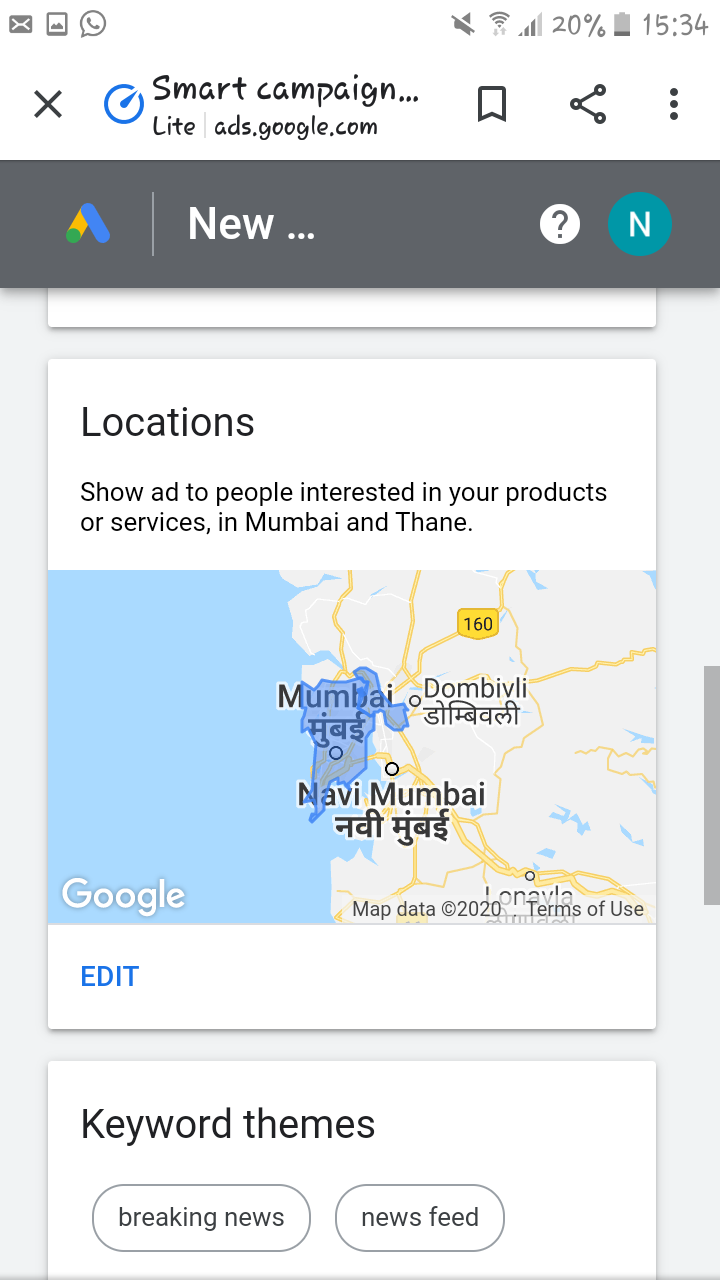 20% 15:34
Smart campaign...
Lite ads.google.com
New ...
?
N
Locations
Show ad to people interested in your products
or services, in Mumbai and Thane.
160
Mumbai
मुंबई
Dombivli
डोम्बिवली
Navi Mumbai
नवी मुंबई
Lonavla
Google
Map data ©2020 Terms of Use
EDIT
Keyword themes
breaking news
news feed